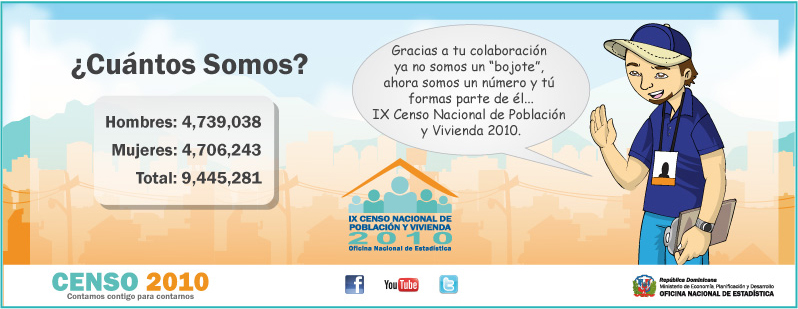 ¿Cuántos Somos?
Hombres: 4,739,038
Mujeres: 4,706,243
Total: 9,445,281
Gracias a tu colaboración
ya no somos un “bojote”,
ahora somos un número y tú
formas parte de él...
IX Censo Nacional de Población
y Vivienda 2010.
IX CENSO NACIONAL DE
POBLACIÓN Y VIVIENDA
2010
Oficina Nacional de Estadística
CENSO 2010
Contamos contigo para contarnos
f
You Tube
t
República Dominicana
Ministerio de Economía, Planificación y Desarrollo
OFICINA NACIONAL DE ESTADÍSTICA